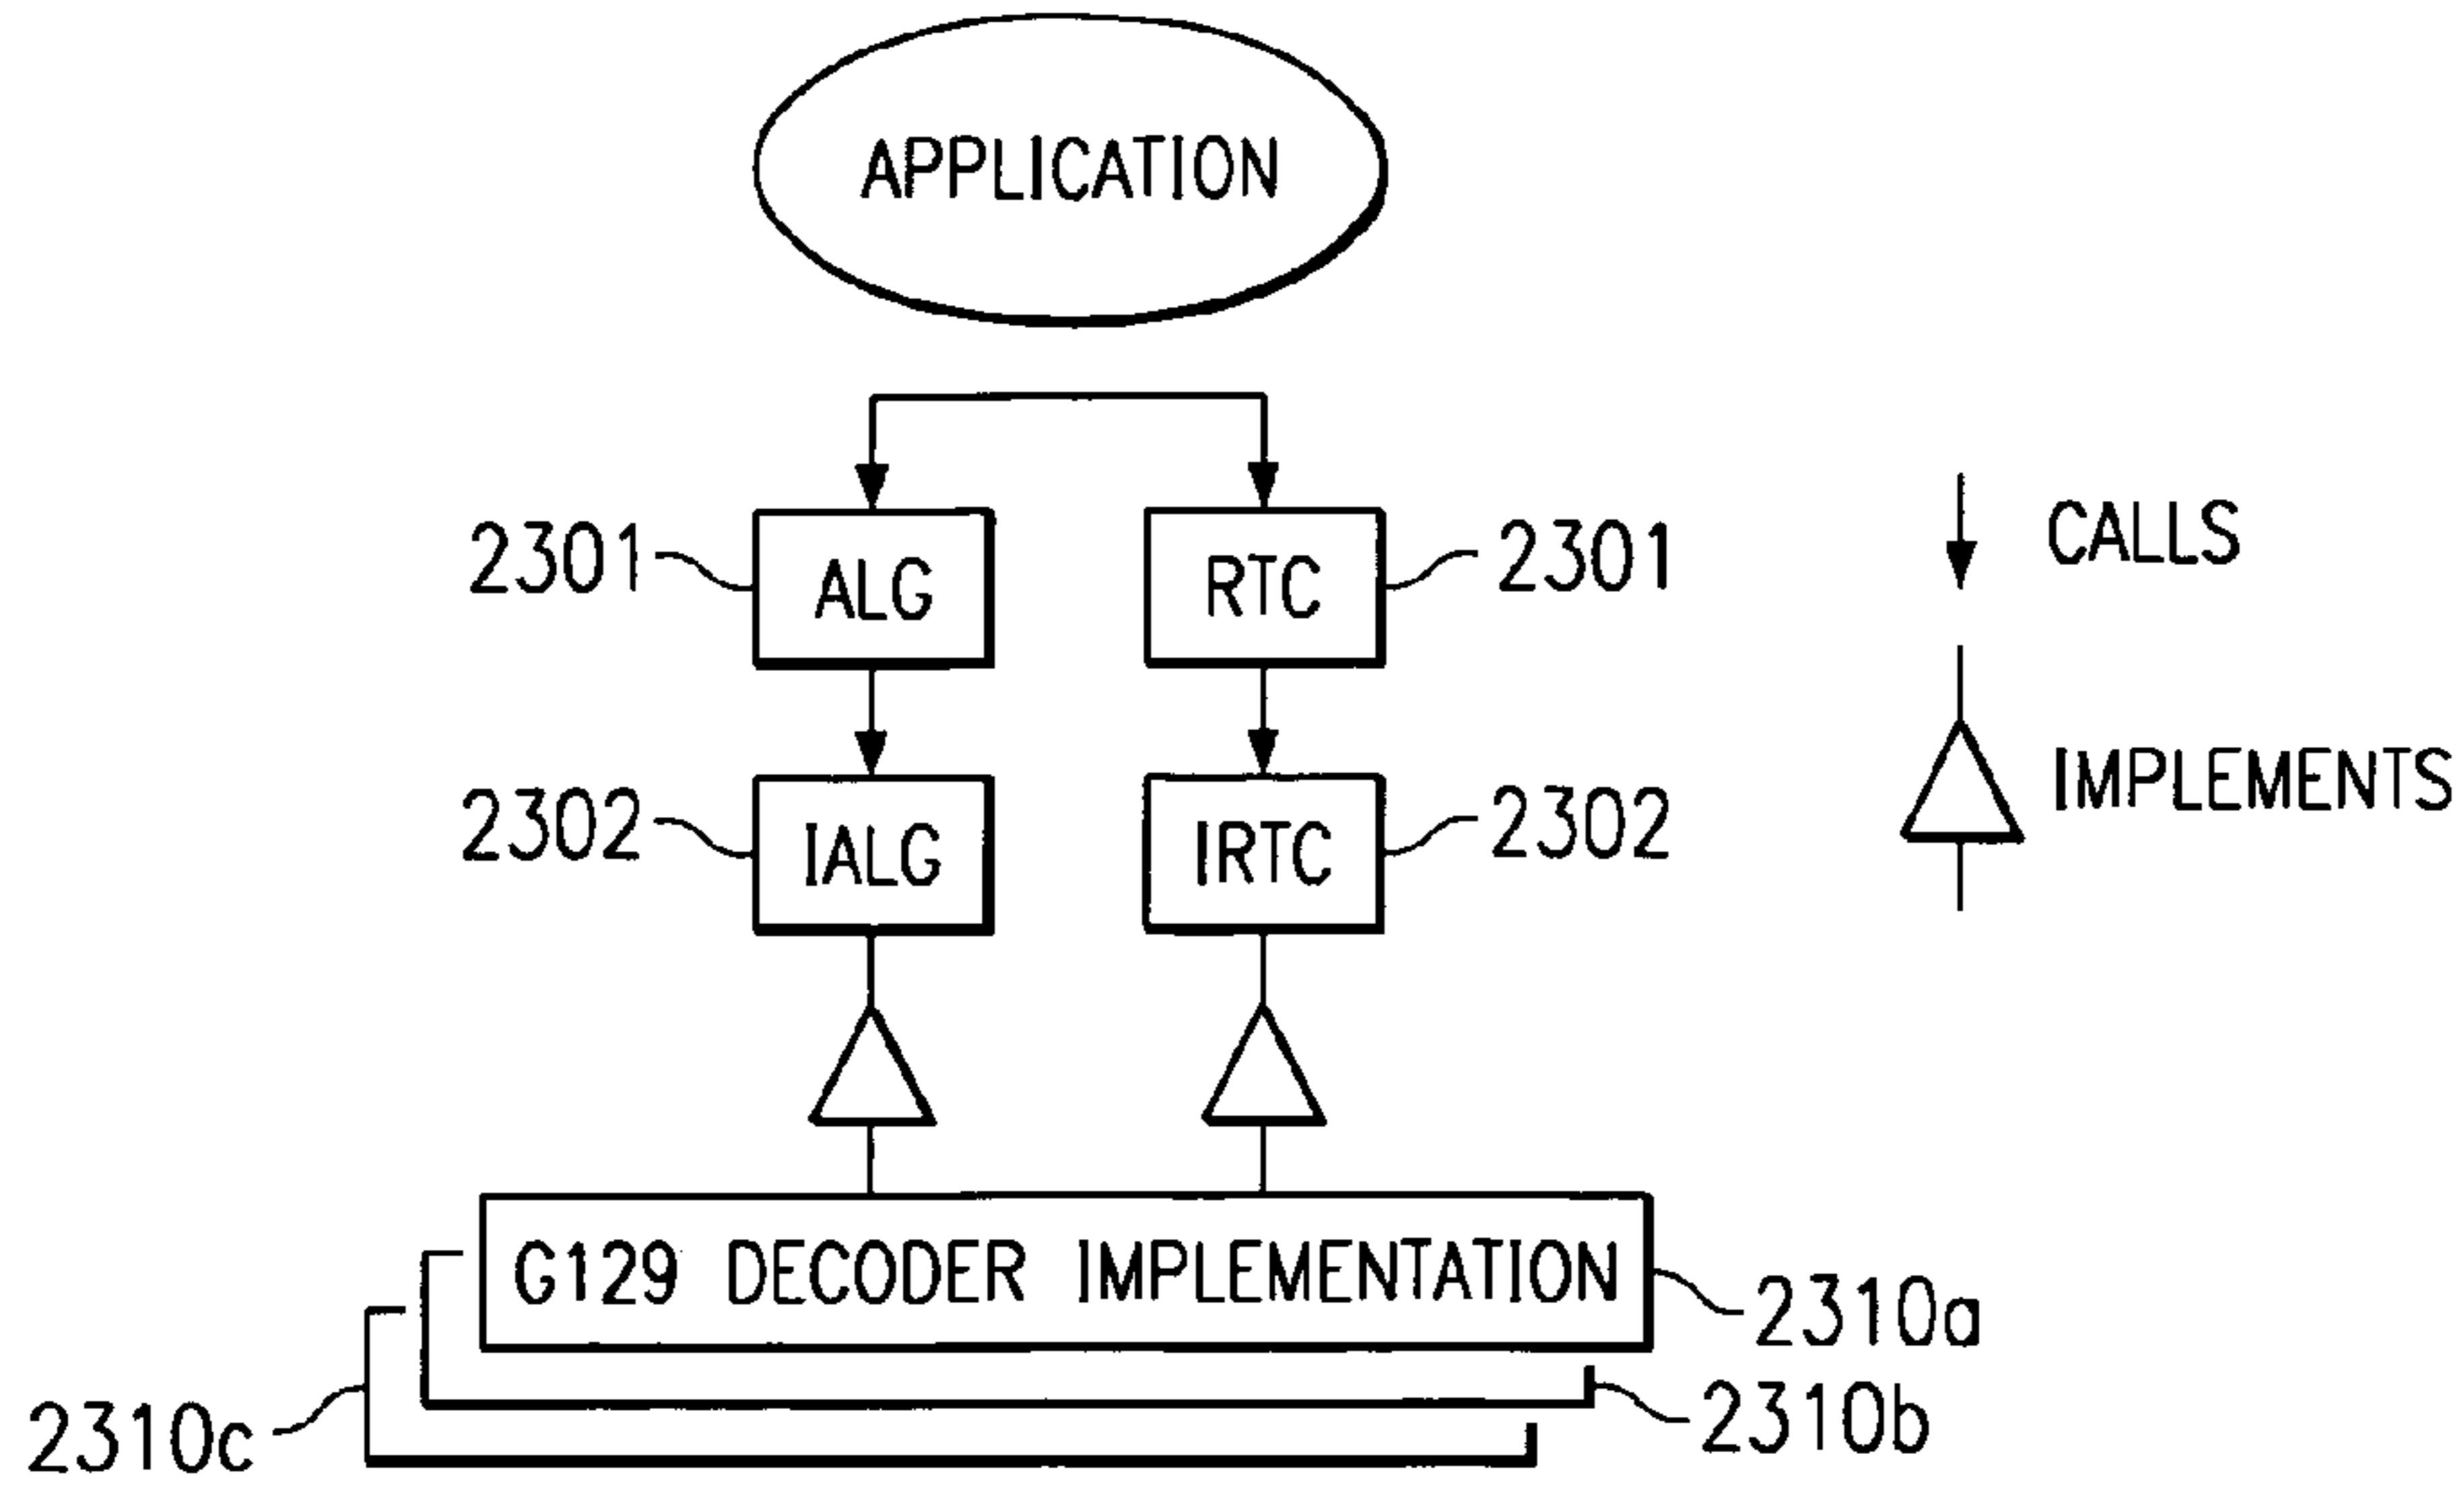 APPLICATION
2301
ALG
RTC
2301
CALLS
2302
IALG
IRTC
2302
IMPLEMENTS
G129 DECODER IMPLEMENTATION
2310a
2310b
2310c